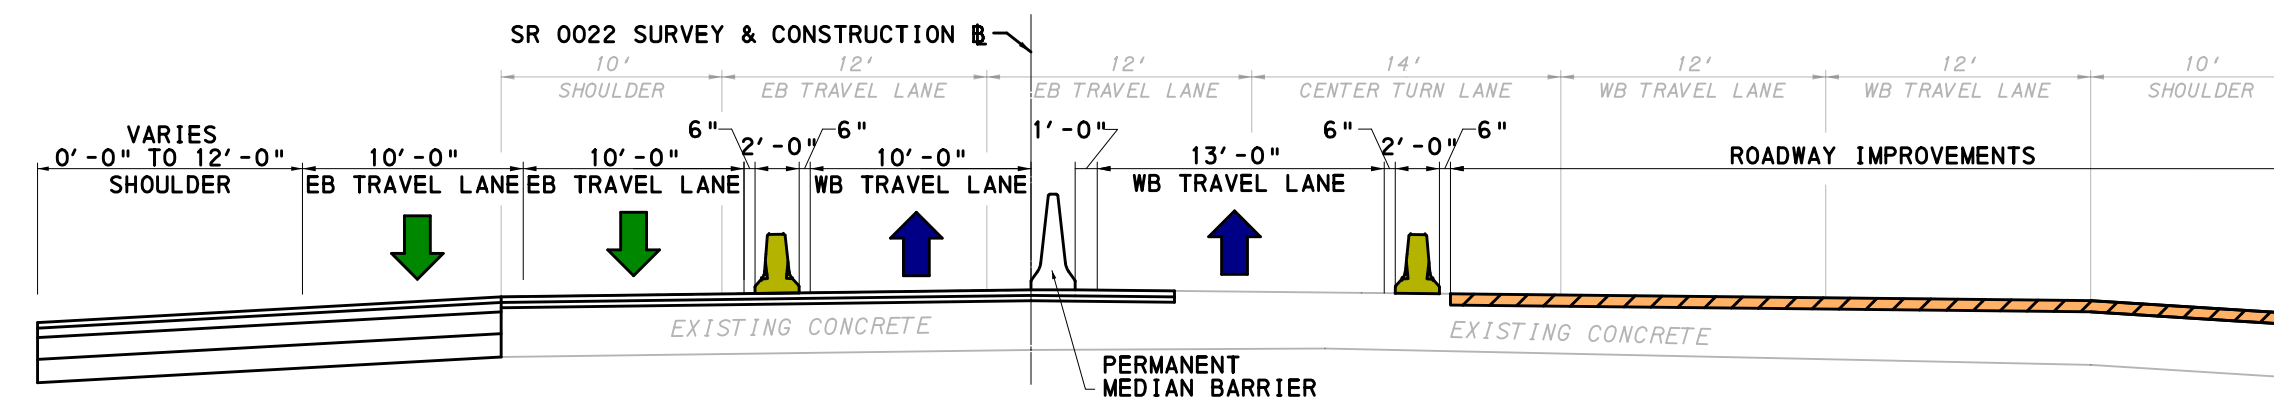 SR 0022 SURVEY & CONSTRUCTION ℄
10' 12' 12' 14' 12' 12' 10'
SHOULDER EB TRAVEL LANE EB TRAVEL LANE CENTER TURN LANE WB TRAVEL LANE WB TRAVEL LANE SHOULDER
VARIES 6" 6" 1'-0" 6" 6"
0'-0" TO 12'-0" 10'-0" 10'-0" 2'-0" 10'-0" 13'-0" 2'-0" ROADWAY IMPROVEMENTS
SHOULDER EB TRAVEL LANE EB TRAVEL LANE WB TRAVEL LANE WB TRAVEL LANE
EXISTING CONCRETE EXISTING CONCRETE
PERMANENT
MEDIAN BARRIER